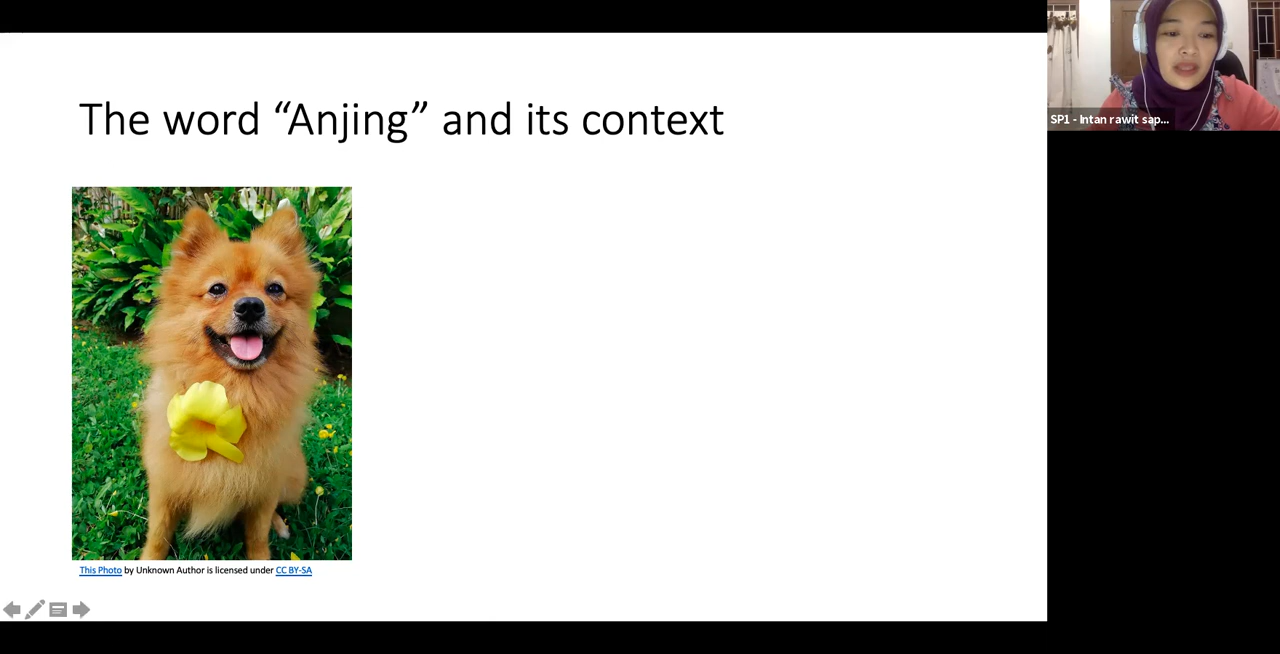 The word “Anjing” and its context
SP1 - Intan rawit sap...
This Photo by Unknown Author is licensed under CC BY-SA